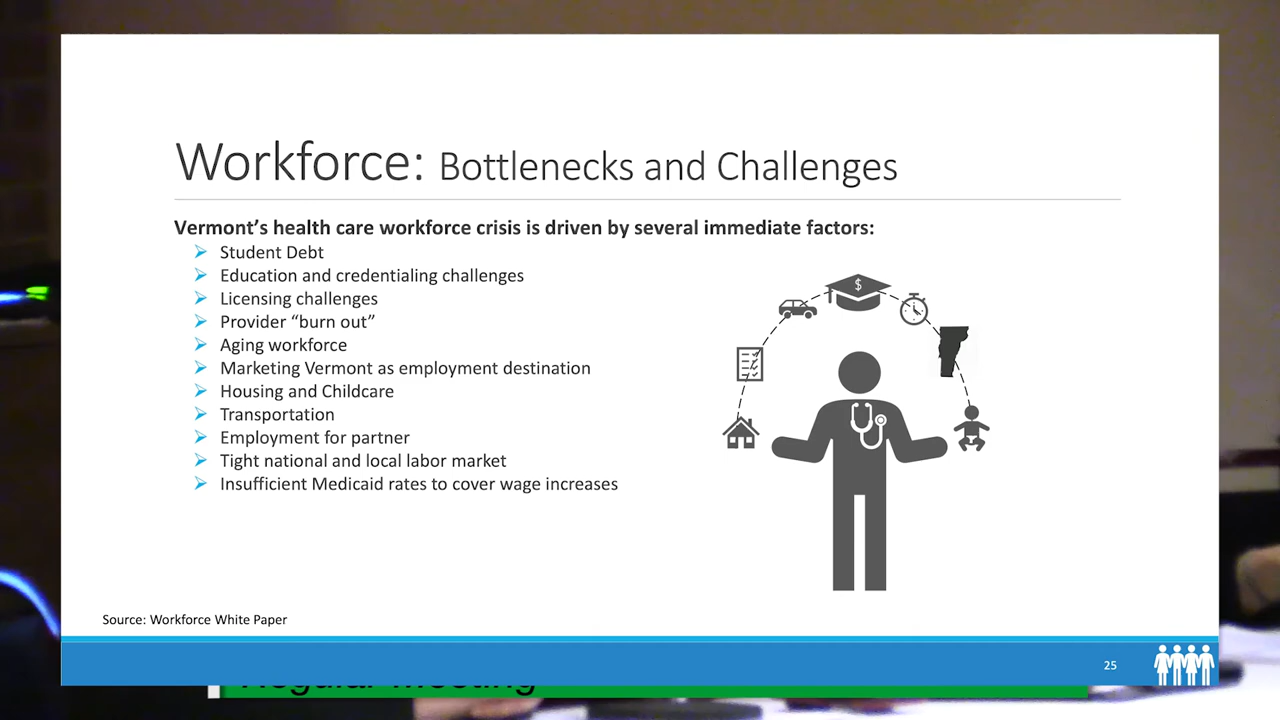 Workforce: Bottlenecks and Challenges
Vermont’s health care workforce crisis is driven by several immediate factors:
Student Debt
Education and credentialing challenges
Licensing challenges
Provider “burn out”
Aging workforce
Marketing Vermont as employment destination
Housing and Childcare
Transportation
Employment for partner
Tight national and local labor market
Insufficient Medicaid rates to cover wage increases
$
Source: Workforce White Paper
25
Regular Meeting